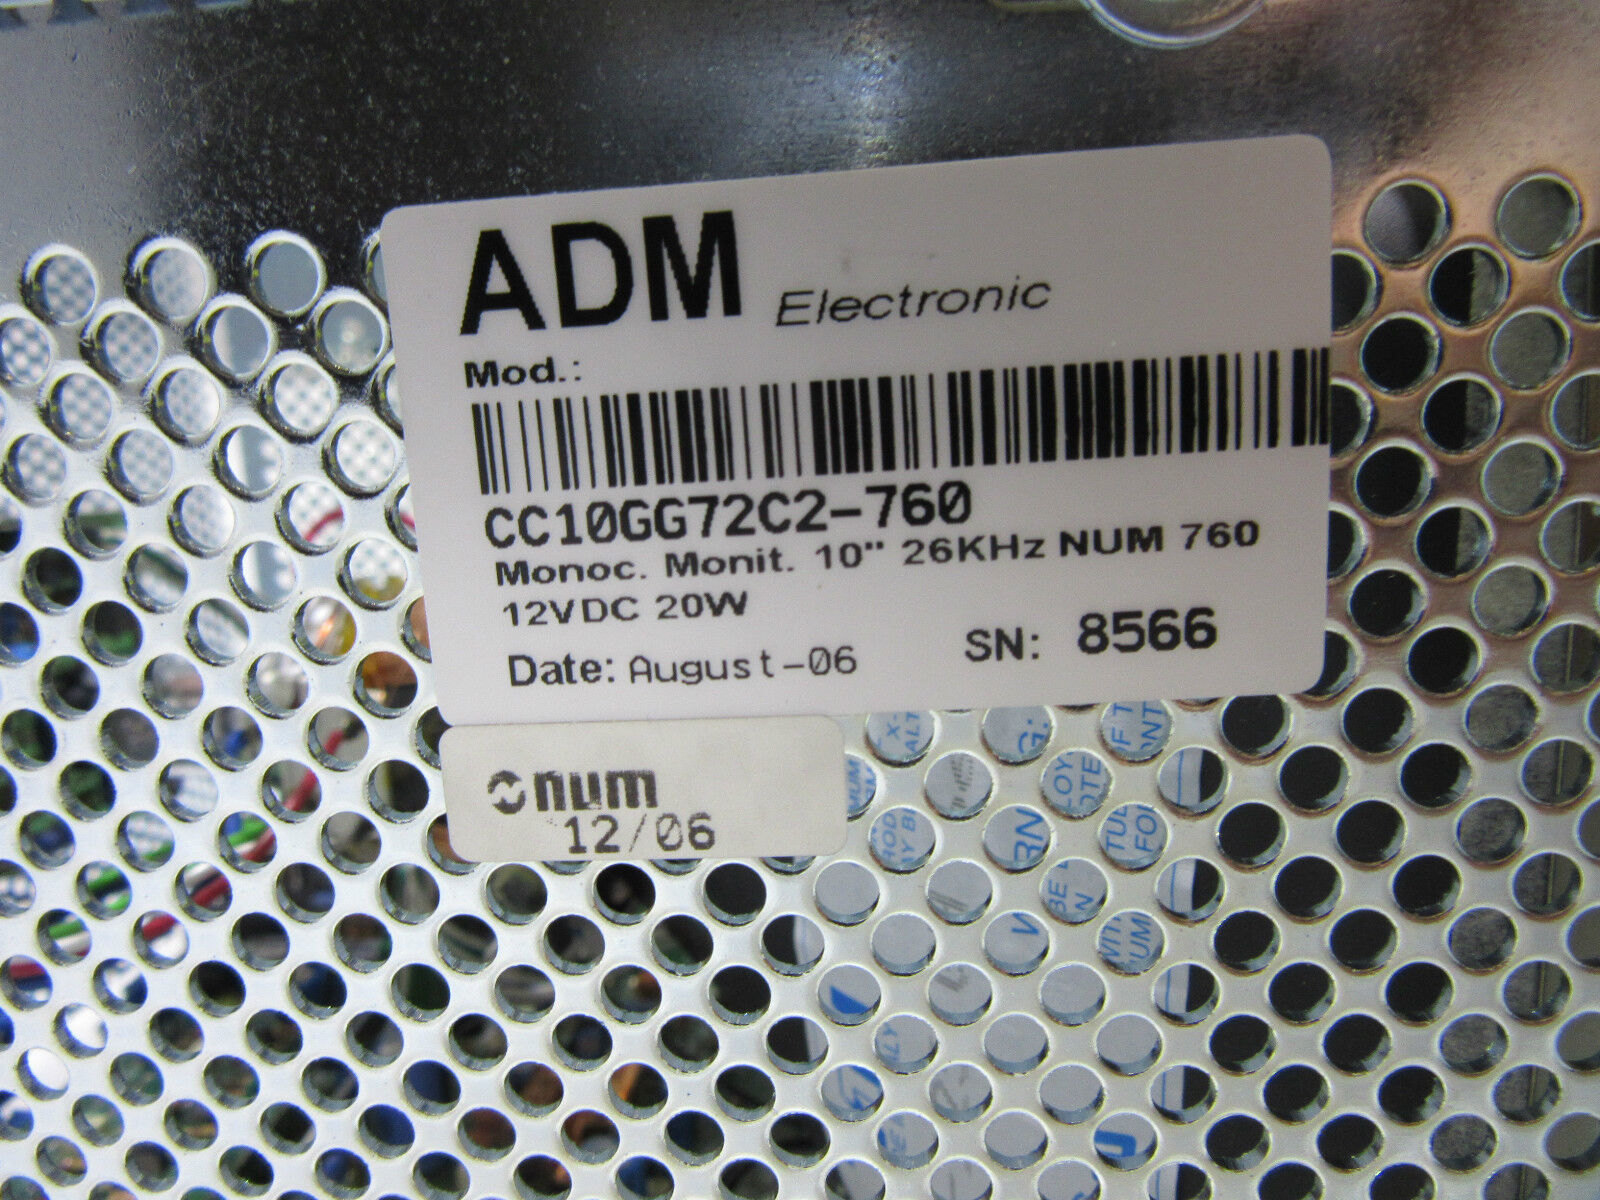 ADM Electronic
Mod.:
CC10GG72C2-760
Monoc. Monit. 10" 26KHz NUM 760
12VDC 20W
Date: August-06 SN: 8566
num
12/06